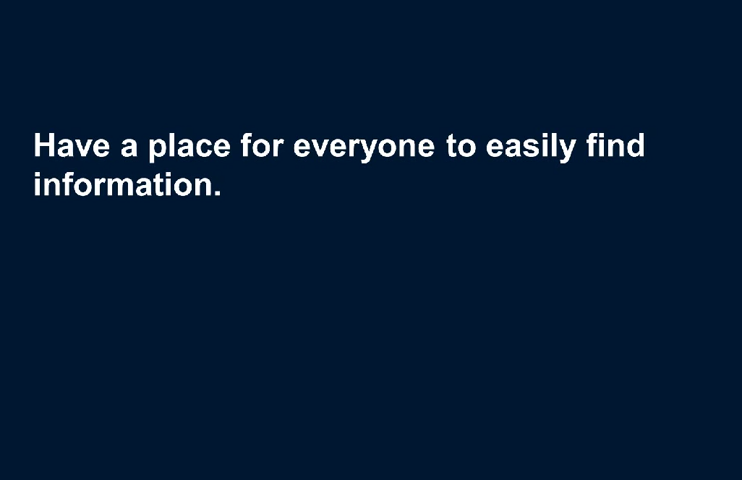 Have a place for everyone to easily find
information.